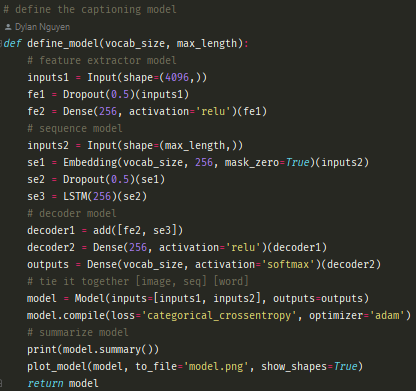 # define the captioning model
Dylan Nguyen
def define_model(vocab_size, max_length):
    # feature extractor model
    inputs1 = Input(shape=(4096,))
    fe1 = Dropout(0.5)(inputs1)
    fe2 = Dense(256, activation='relu')(fe1)
    # sequence model
    inputs2 = Input(shape=(max_length,))
    se1 = Embedding(vocab_size, 256, mask_zero=True)(inputs2)
    se2 = Dropout(0.5)(se1)
    se3 = LSTM(256)(se2)
    # decoder model
    decoder1 = add([fe2, se3])
    decoder2 = Dense(256, activation='relu')(decoder1)
    outputs = Dense(vocab_size, activation='softmax')(decoder2)
    # tie it together [image, seq] [word]
    model = Model(inputs=[inputs1, inputs2], outputs=outputs)
    model.compile(loss='categorical_crossentropy', optimizer='adam')
    # summarize model
    print(model.summary())
    plot_model(model, to_file='model.png', show_shapes=True)
    return model